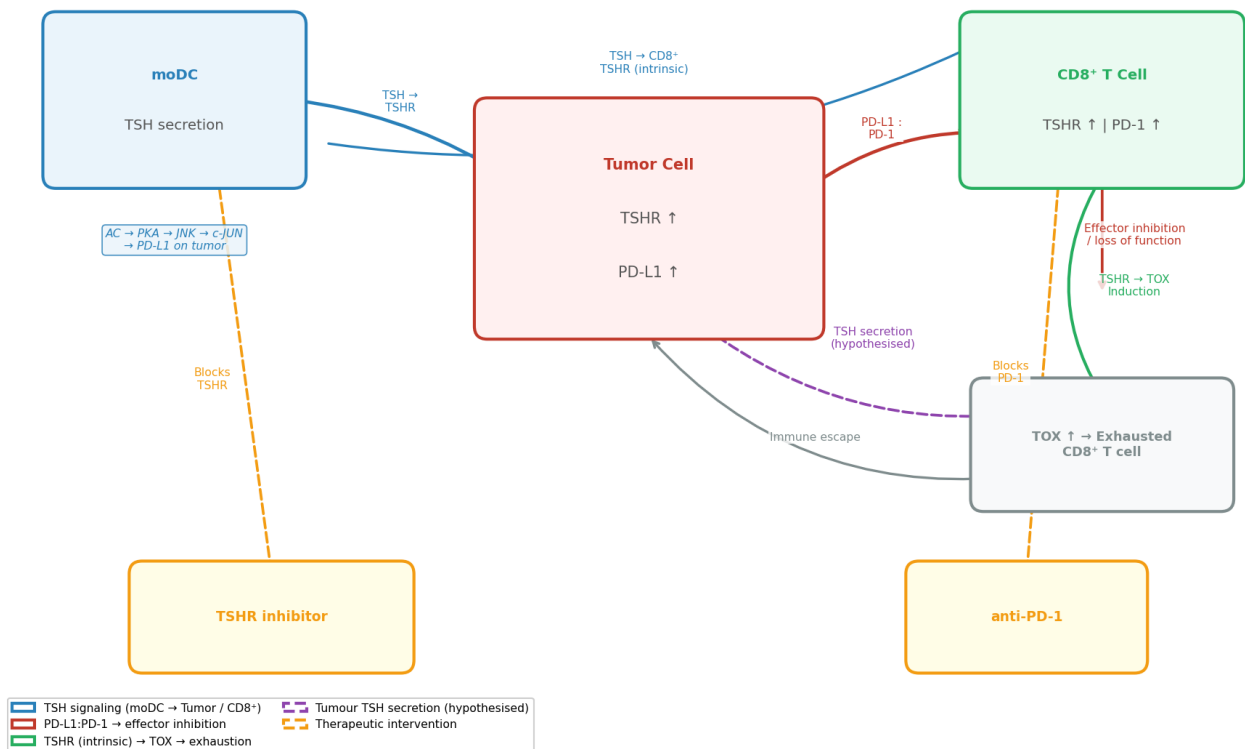 moDC
TSH secretion
TSH → CD8⁺
TSHR (intrinsic)
CD8⁺ T Cell
TSHR ↑ | PD-1 ↑
TSH →
TSHR
PD-L1 :
PD-1
Tumor Cell
TSHR ↑
PD-L1 ↑
AC → PKA → JNK → c-JUN
→ PD-L1 on tumor
Effector inhibition
/ loss of function
TSHR → TOX
Induction
TSH secretion
(hypothesised)
Blocks
TSHR
Blocks
PD-1
Immune escape
TOX ↑ → Exhausted
CD8⁺ T cell
TSHR inhibitor
anti-PD-1
TSH signaling (moDC → Tumor / CD8⁺)
PD-L1:PD-1 → effector inhibition
TSHR (intrinsic) → TOX → exhaustion
Tumour TSH secretion (hypothesised)
Therapeutic intervention